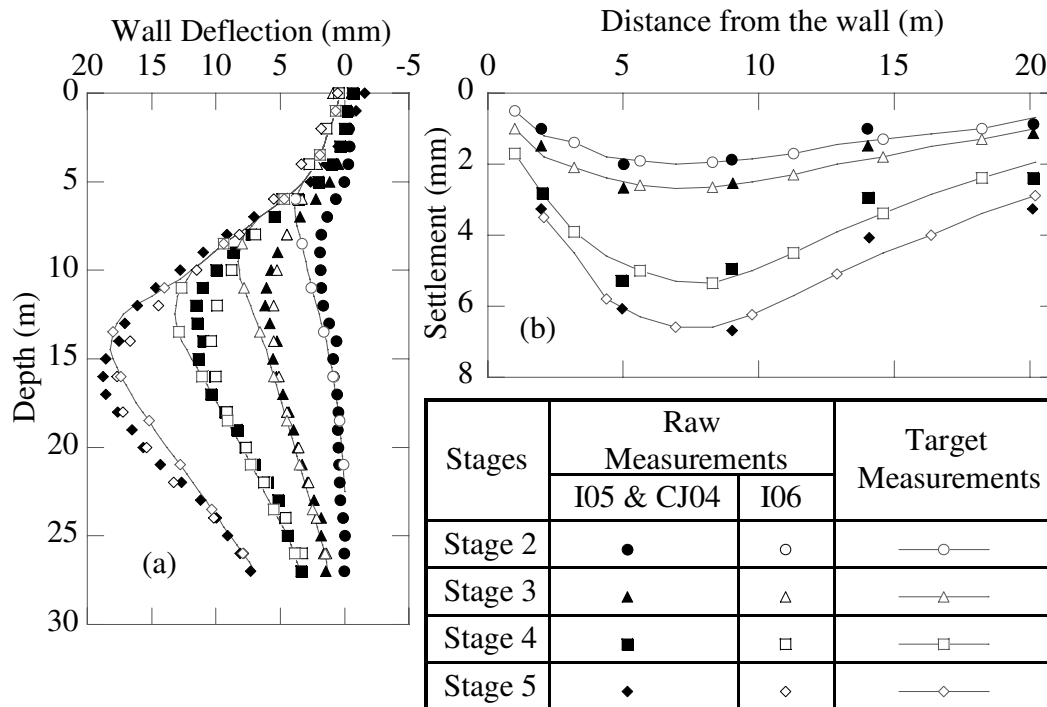 Wall Deflection (mm)
20 15 10 5 0 -5
0
5
10
15
20
25
30
Depth (m)
(a)
Distance from the wall (m)
0 5 10 15 20
0
2
4
6
8
Settlement (mm)
(b)
Stages
Raw
Measurements
Target
Measurements
I05 & CJ04 I06
Stage 2
Stage 3
Stage 4
Stage 5